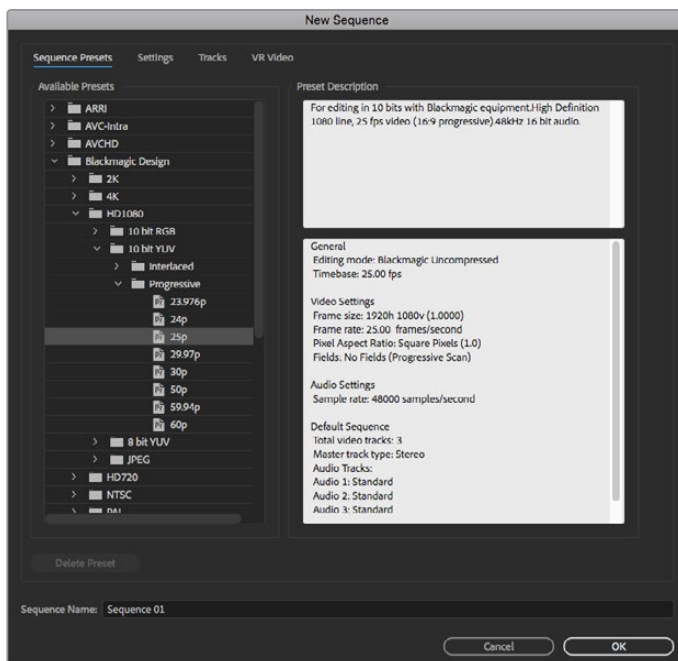 New Sequence
Sequence Presets Settings Tracks VR Video
Available Presets
ARRI
AVC-Intra
AVCHD
Blackmagic Design
2K
4K
HD1080
10 bit RGB
10 bit YUV
Interlaced
Progressive
23.976p
24p
25p
29.97p
30p
50p
59.94p
60p
8 bit YUV
JPEG
HD720
NTSC
PAL
Preset Description
For editing in 10 bits with Blackmagic equipment.High Definition
1080 line, 25 fps video (16:9 progressive).48kHz 16 bit audio.
General
Editing mode: Blackmagic Uncompressed
Timebase: 25.00 fps
Video Settings
Frame size: 1920h 1080v (1.0000)
Frame rate: 25.00 frames/second
Pixel Aspect Ratio: Square Pixels (1.0)
Fields: No Fields (Progressive Scan)
Audio Settings
Sample rate: 48000 samples/second
Default Sequence
Total video tracks: 3
Master track type: Stereo
Audio Tracks:
Audio 1: Standard
Audio 2: Standard
Audio 3: Standard
Delete Preset
Sequence Name: Sequence 01
Cancel OK